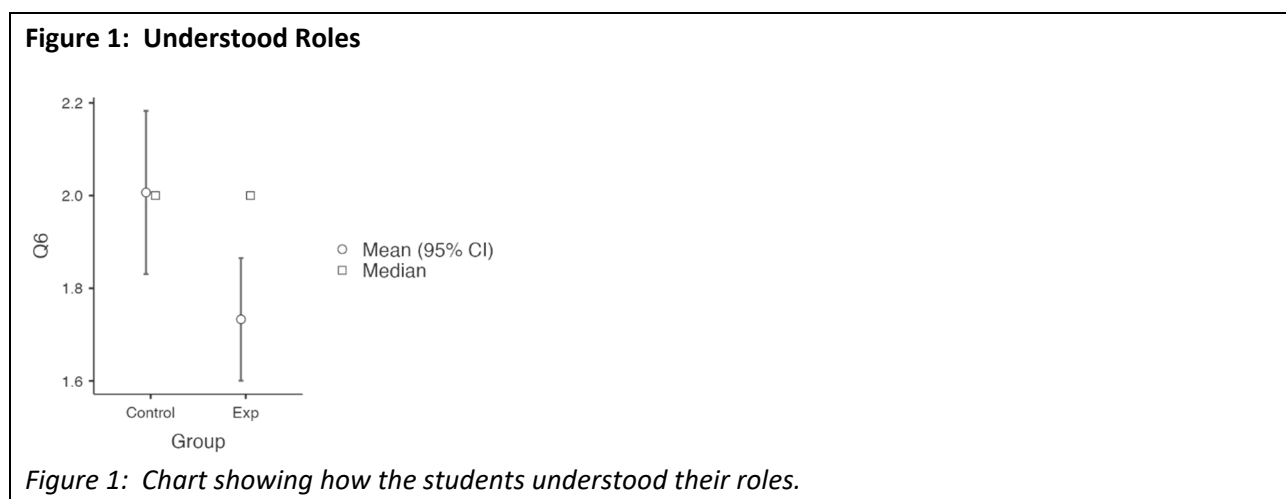 Figure 1: Understood Roles
2.2
2.0
1.8
1.6
Q6
Control Exp
Group
Mean (95% CI)
Median
Figure 1: Chart showing how the students understood their roles.